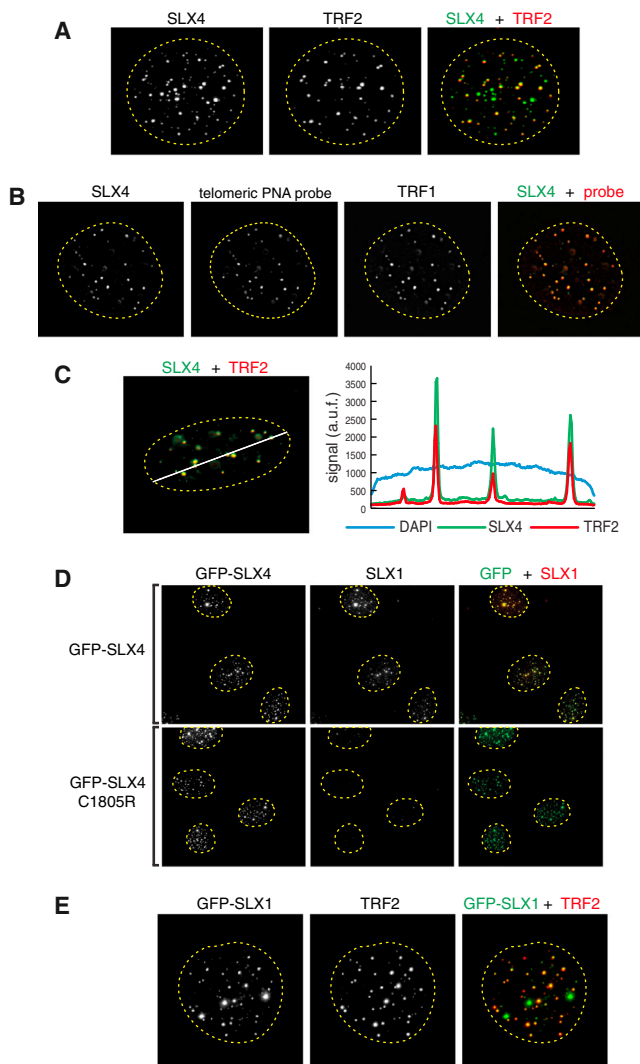 A
SLX4
TRF2
SLX4 + TRF2
B
SLX4
telomeric PNA probe
TRF1
SLX4 + probe
C
SLX4 + TRF2
signal (a.u.f.)
4000
3500
3000
2500
2000
1500
1000
500
0
DAPI
SLX4
TRF2
D
GFP-SLX4
SLX1
GFP + SLX1
GFP-SLX4
GFP-SLX4
C1805R
E
GFP-SLX1
TRF2
GFP-SLX1 + TRF2